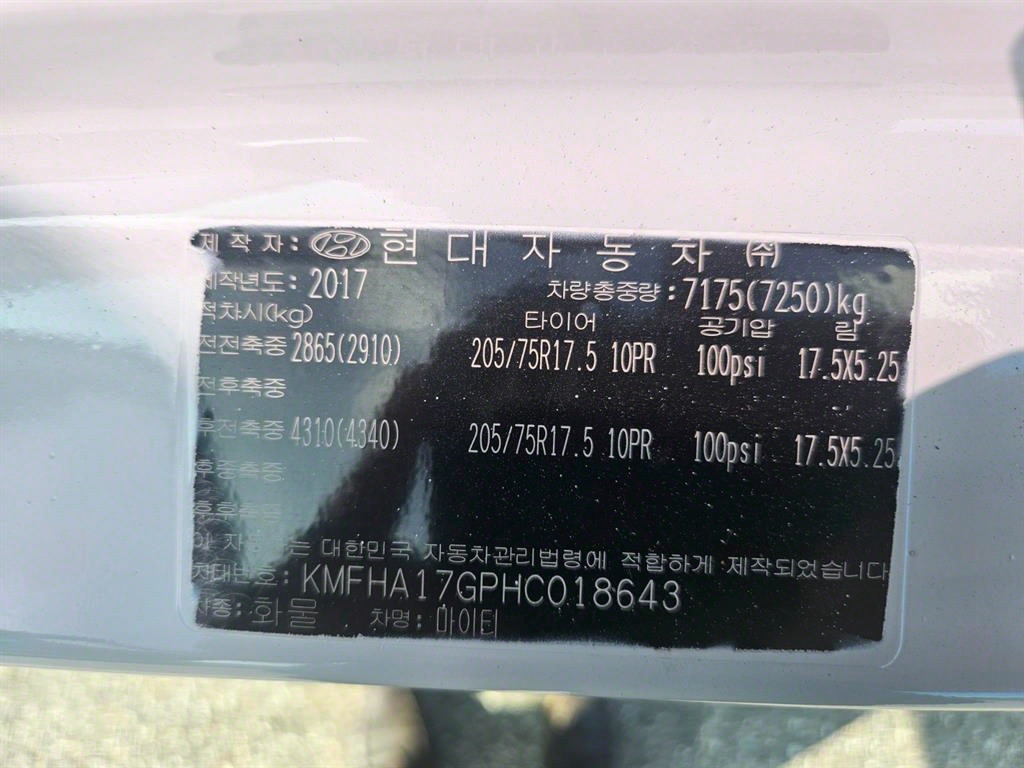 제작자: 현대자동차 ㈜
제작년도: 2017 차량총중량: 7175(7250)kg
적차시(kg) 타이어 공기압 림
전전축중 2865(2910) 205/75R17.5 10PR 100psi 17.5X5.25
전후축중
후전축중 4310(4340) 205/75R17.5 10PR 100psi 17.5X5.25
후중축중
후후축중
이 자동차는 대한민국 자동차관리법령에 적합하게 제작되었습니다
차대번호: KMFHA17GPHC018643
차종: 화물 차명: 마이티